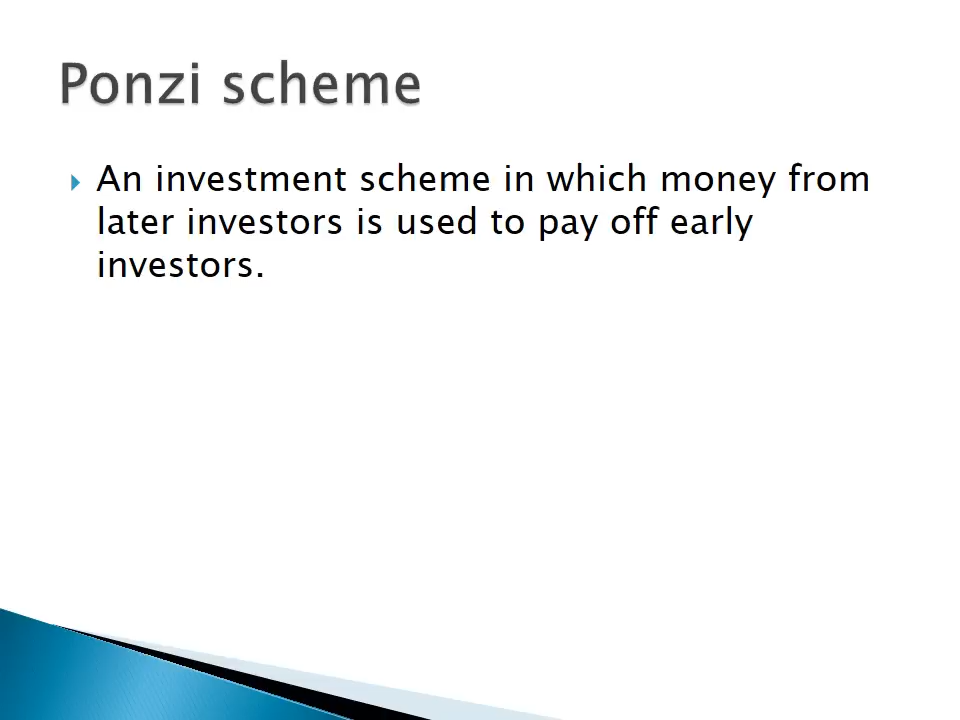 Ponzi scheme
An investment scheme in which money from
later investors is used to pay off early
investors.